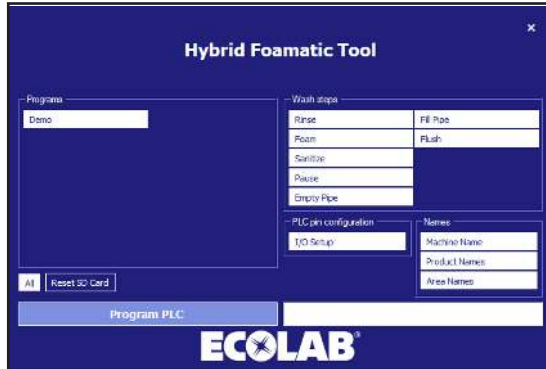 ×
Hybrid Foamatic Tool
Programs
Demo
All
Reset SD Card
Program PLC
Wash steps
Rinse
Foam
Sanitize
Pause
Empty Pipe
Fill Pipe
Flush
PLC pin configuration
I/O Setup
Names
Machine Name
Product Names
Area Names
ECOLAB®